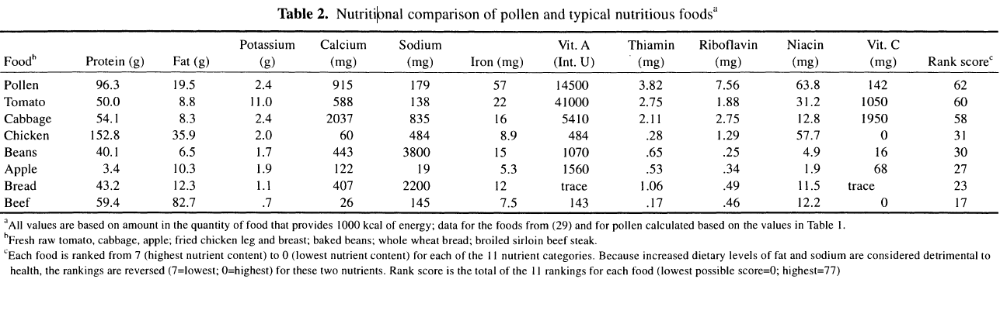 Table 2. Nutritional comparison of pollen and typical nutritious foodsᵃ
Foodᵇ Protein (g) Fat (g) Potassium (g) Calcium (mg) Sodium (mg) Iron (mg) Vit. A (Int. U) Thiamin (mg) Riboflavin (mg) Niacin (mg) Vit. C (mg) Rank scoreᶜ
Pollen 96.3 19.5 2.4 915 179 57 14500 3.82 7.56 63.8 142 62
Tomato 50.0 8.8 11.0 588 138 22 41000 2.75 1.88 31.2 1050 60
Cabbage 54.1 8.3 2.4 2037 835 16 5410 2.11 2.75 12.8 1950 58
Chicken 152.8 35.9 2.0 60 484 8.9 484 .28 1.29 57.7 0 31
Beans 40.1 6.5 1.7 443 3800 15 1070 .65 .25 4.9 16 30
Apple 3.4 10.3 1.9 122 19 5.3 1560 .53 .34 1.9 68 27
Bread 43.2 12.3 1.1 407 2200 12 trace 1.06 .49 11.5 trace 23
Beef 59.4 82.7 .7 26 145 7.5 143 .17 .46 12.2 0 17
ᵃAll values are based on amount in the quantity of food that provides 1000 kcal of energy; data for the foods from (29) and for pollen calculated based on the values in Table 1.
ᵇFresh raw tomato, cabbage, apple; fried chicken leg and breast; baked beans; whole wheat bread; broiled sirloin beef steak.
ᶜEach food is ranked from 7 (highest nutrient content) to 0 (lowest nutrient content) for each of the 11 nutrient categories. Because increased dietary levels of fat and sodium are considered detrimental to
health, the rankings are reversed (7=lowest; 0=highest) for these two nutrients. Rank score is the total of the 11 rankings for each food (lowest possible score=0; highest=77)